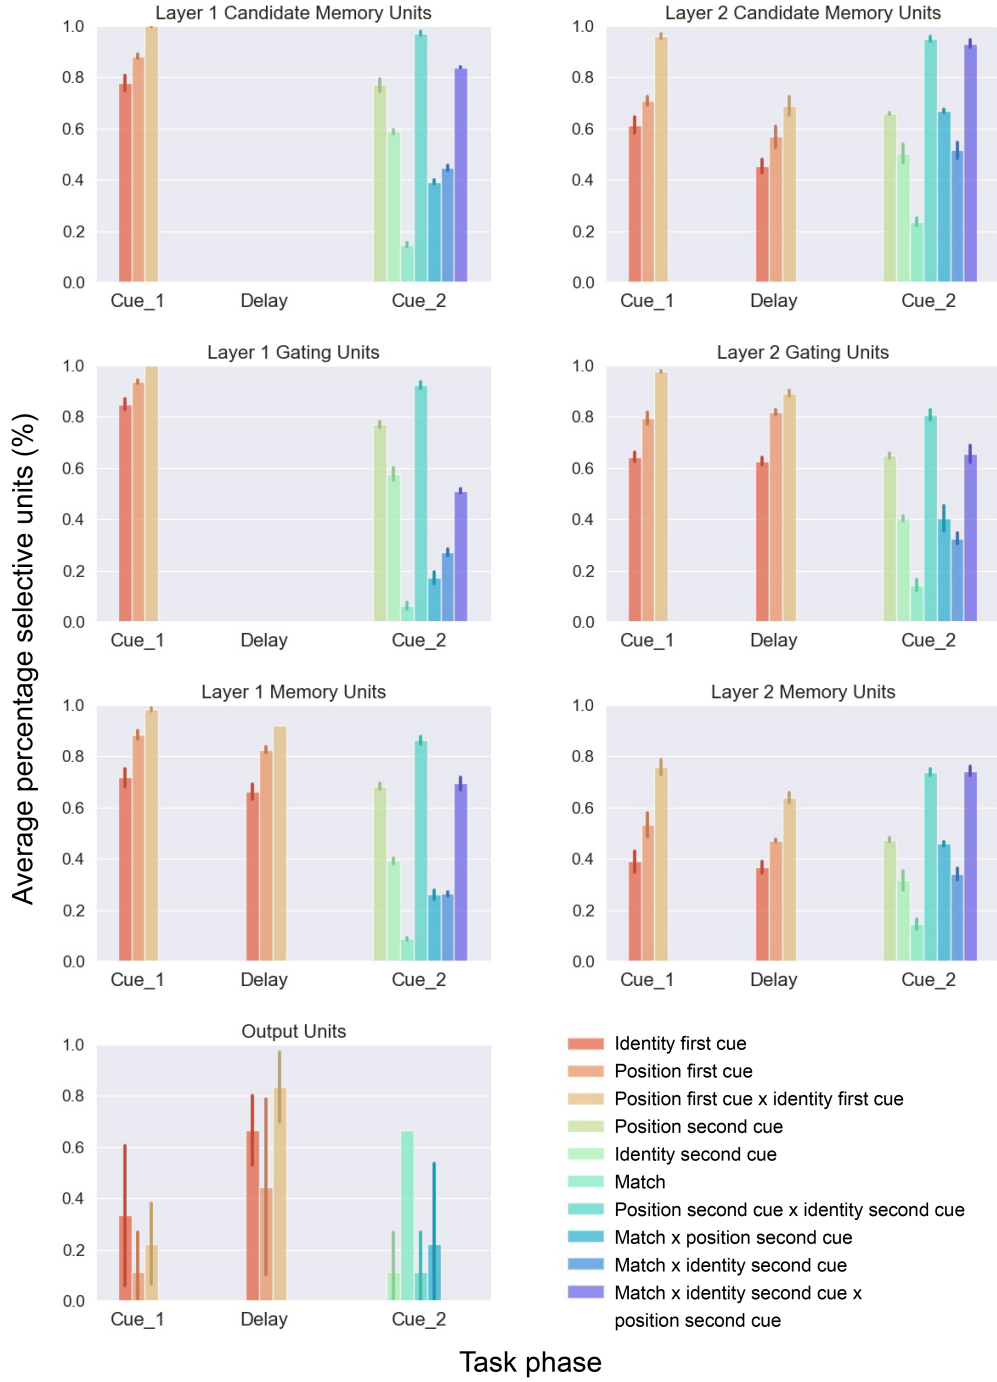 Layer 1 Candidate Memory Units
Layer 2 Candidate Memory Units
1.0
0.8
0.6
0.4
0.2
0.0
Cue_1
Delay
Cue_2
1.0
0.8
0.6
0.4
0.2
0.0
Cue_1
Delay
Cue_2
Layer 1 Gating Units
Layer 2 Gating Units
1.0
0.8
0.6
0.4
0.2
0.0
Cue_1
Delay
Cue_2
1.0
0.8
0.6
0.4
0.2
0.0
Cue_1
Delay
Cue_2
Average percentage selective units (%)
Layer 1 Memory Units
Layer 2 Memory Units
1.0
0.8
0.6
0.4
0.2
0.0
Cue_1
Delay
Cue_2
1.0
0.8
0.6
0.4
0.2
0.0
Cue_1
Delay
Cue_2
Output Units
1.0
0.8
0.6
0.4
0.2
0.0
Cue_1
Delay
Cue_2
Identity first cue
Position first cue
Position first cue x identity first cue
Position second cue
Identity second cue
Match
Position second cue x identity second cue
Match x position second cue
Match x identity second cue
Match x identity second cue x
position second cue
Task phase